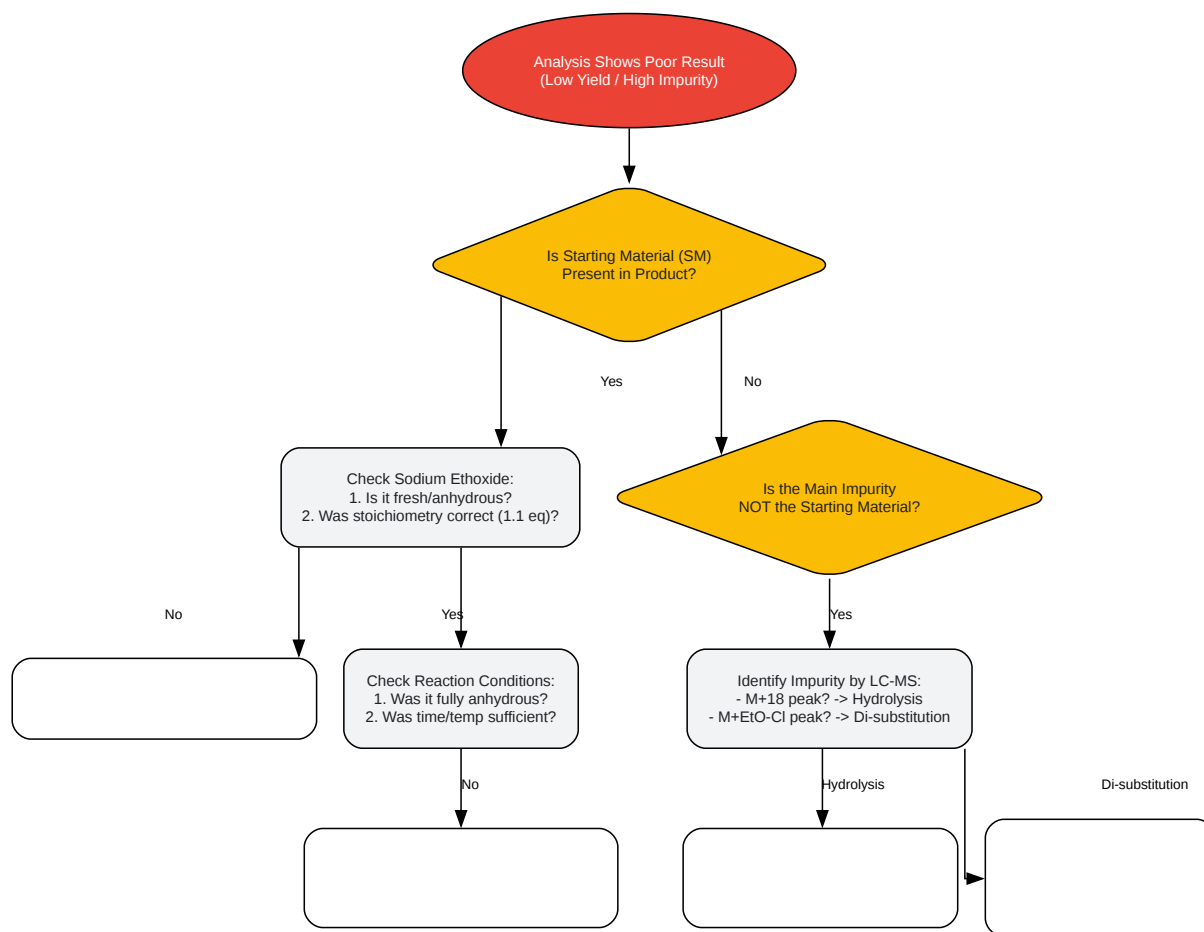 Analysis Shows Poor Result
(Low Yield / High Impurity)
Is Starting Material (SM)
Present in Product?
Yes
No
Check Sodium Ethoxide:
1. Is it fresh/anhydrous?
2. Was stoichiometry correct (1.1 eq)?
Is the Main Impurity
NOT the Starting Material?
No
Yes
Yes
Check Reaction Conditions:
1. Was it fully anhydrous?
2. Was time/temp sufficient?
Identify Impurity by LC-MS:
- M+18 peak? -> Hydrolysis
- M+EtO-Cl peak? -> Di-substitution
No
Hydrolysis
Di-substitution